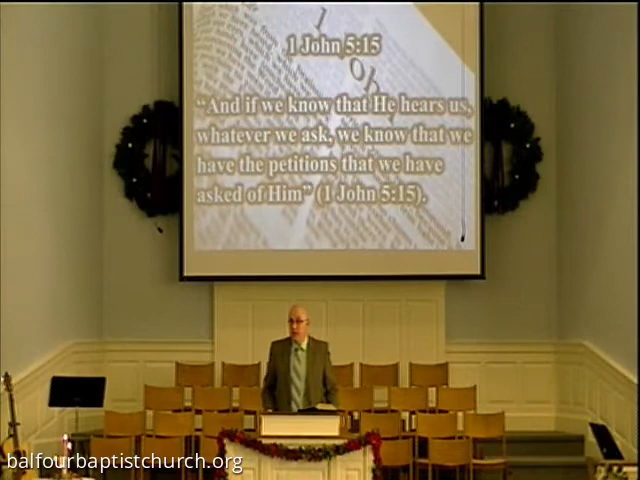 1 John 5:15
"And if we know that He hears us,
whatever we ask, we know that we
have the petitions that we have
asked of Him" (1 John 5:15).
balfourbaptistchurch.org